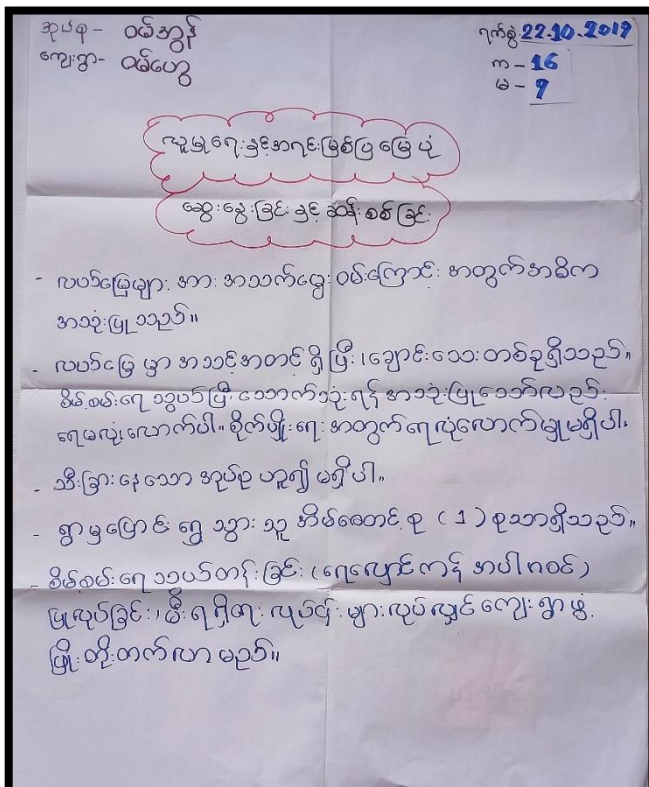 အုပ်စု - ဝမ်အွန်
ရက်စွဲ 22.10.2019
ကျေးရွာ - ဝမ်ဟွေ
က - 16
မ - 9
လူမှုရေးနှင့်အရင်းမြစ်ပြမြေပုံ
ဆွေးနွေးခြင်းနှင့် ဆန်းစစ်ခြင်း
- လယ်မြေများအား အသက်မွေးဝမ်းကြောင်းအတွက်အဓိက
အသုံးပြုသည်။
- လယ်မြေမှာ အသင့်အတင့်ရှိပြီး၊ ချောင်းသေးတစ်ခုရှိသည်။
စိမ့်စမ်းရေသွယ်ပြီးသောက်သုံးရန်အသုံးပြုသော်လည်း
ရေမလုံလောက်ပါ။ စိုက်ပျိုးရေးအတွက်ရေလုံလောက်မှုမရှိပါ။
- သီးခြားနေသောအုပ်စုဟူ၍မရှိပါ။
- ရွာမှပြောင်းရွှေ့သွားသူအိမ်ထောင်စု (1) စုသာရှိသည်။
- စိမ့်စမ်းရေသွယ်တန်းခြင်း (ရေလှောင်ကန်အပါဝင်)
ပြုလုပ်ခြင်း၊ မီးရရှိရေးလုပ်ငန်းများလုပ်လျှင်ကျေးရွာဖွံ့
ဖြိုးတိုးတက်လာမည်။